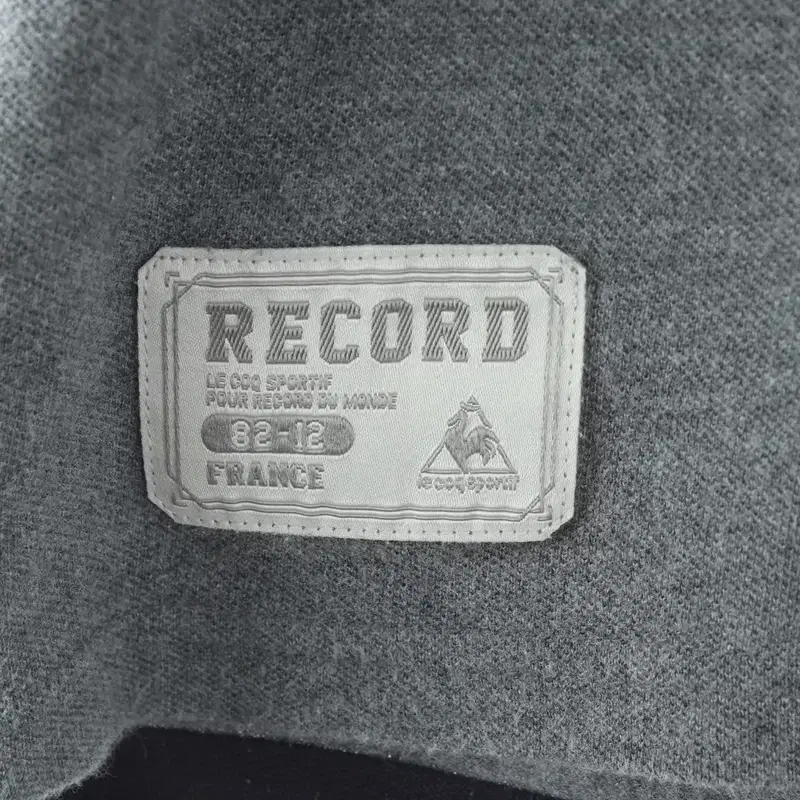 RECORD
LE COQ SPORTIF
POUR RECORD DU MONDE
82-12
FRANCE
le coq sportif